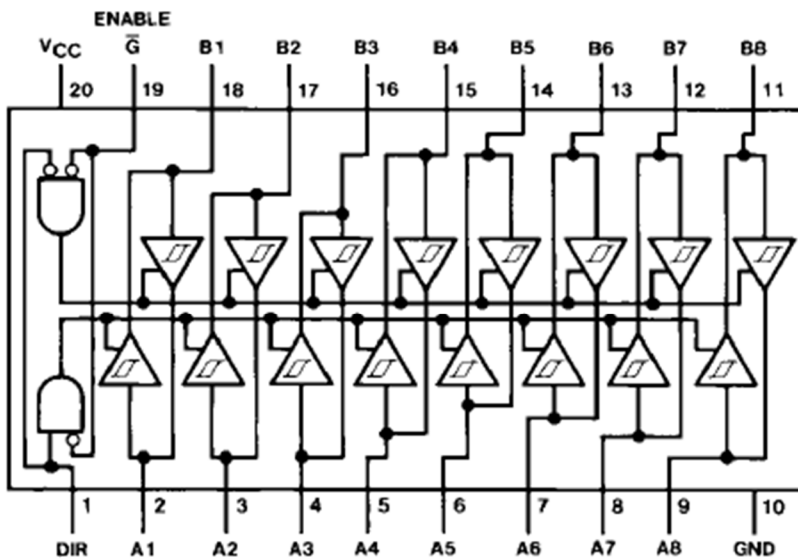 ENABLE
VCC G̅ B1 B2 B3 B4 B5 B6 B7 B8
20 19 18 17 16 15 14 13 12 11
1 2 3 4 5 6 7 8 9 10
DIR A1 A2 A3 A4 A5 A6 A7 A8 GND